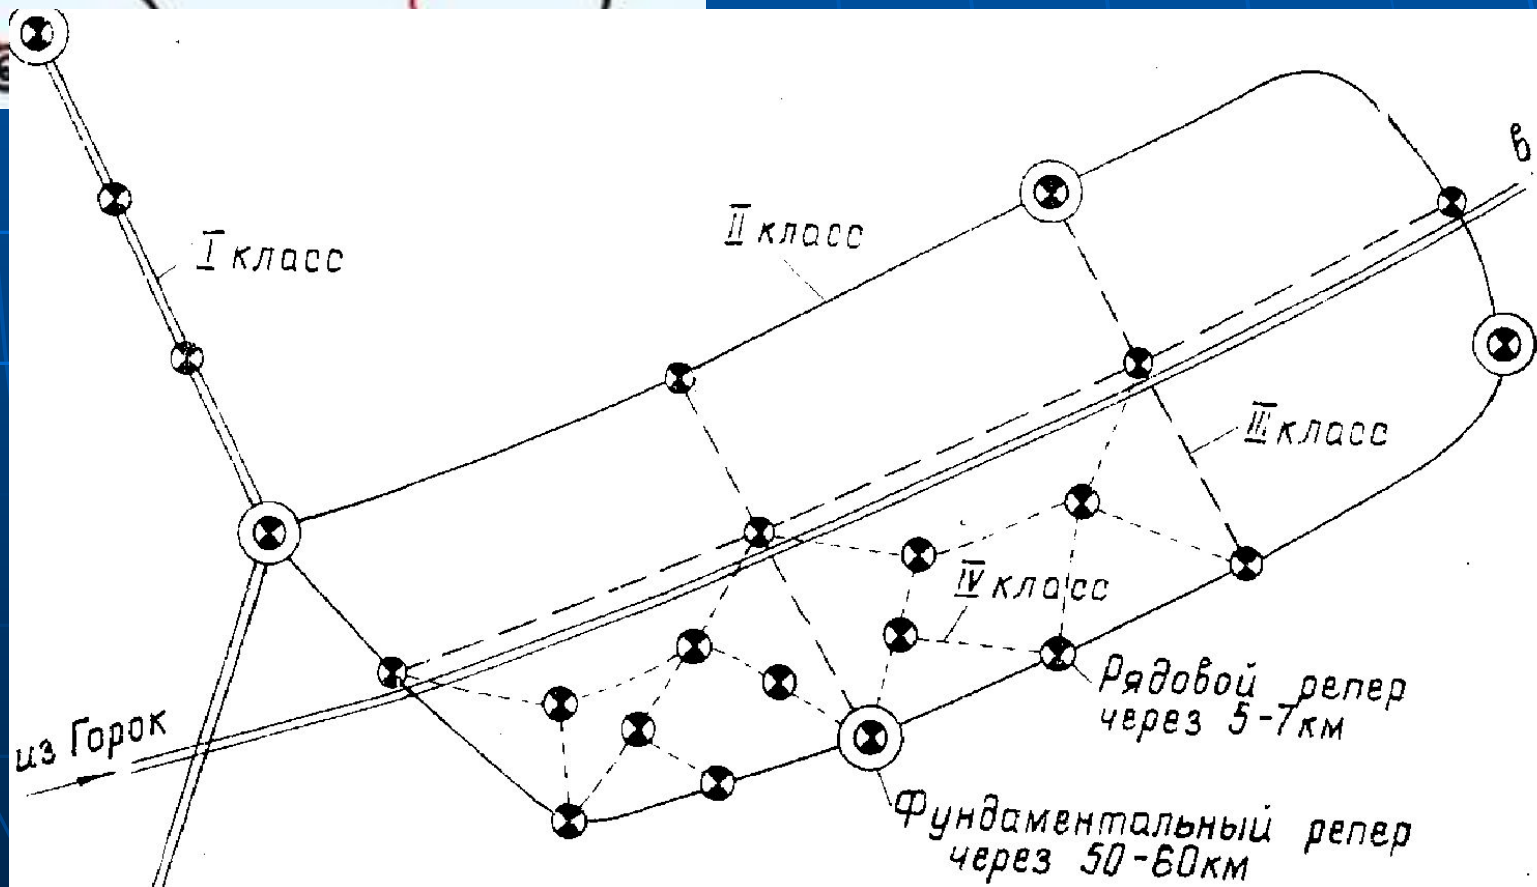 в
II класс
I класс
III класс
IV класс
Рядовой репер
через 5-7км
из Горок
Фундаментальный репер
через 50-60км